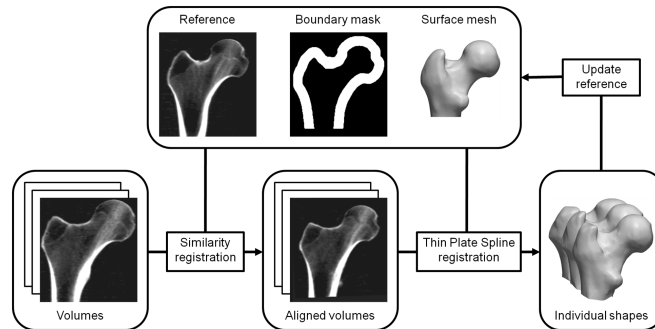 Reference
Boundary mask
Surface mesh
Update
reference
Similarity
registration
Thin Plate Spline
registration
Volumes
Aligned volumes
Individual shapes